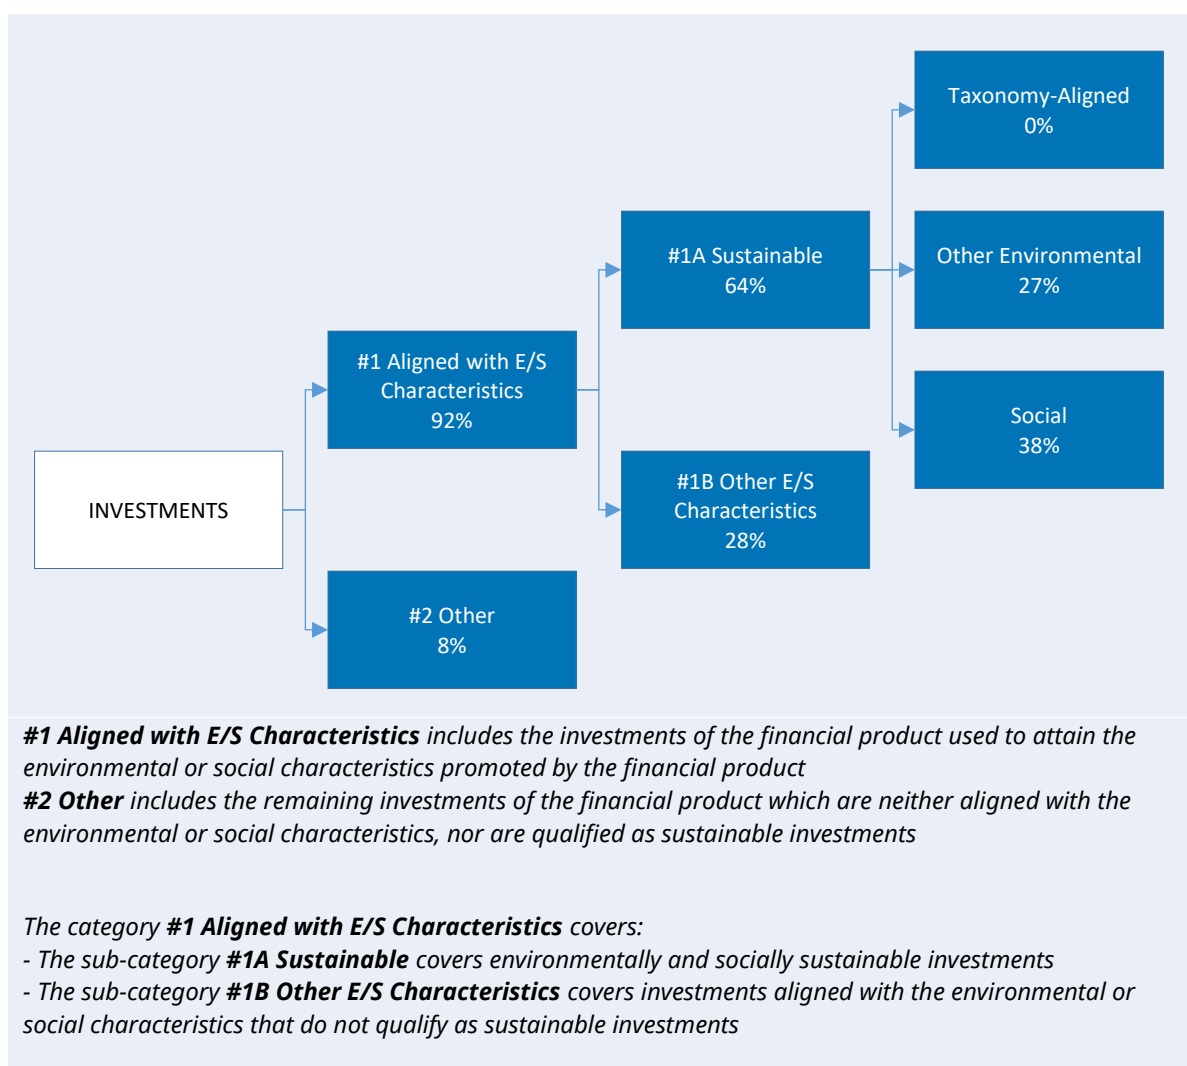 Taxonomy-Aligned
0%
#1A Sustainable
64%
Other Environmental
27%
#1 Aligned with E/S
Characteristics
92%
Social
38%
#1B Other E/S
Characteristics
28%
INVESTMENTS
#2 Other
8%
#1 Aligned with E/S Characteristics includes the investments of the financial product used to attain the
environmental or social characteristics promoted by the financial product
#2 Other includes the remaining investments of the financial product which are neither aligned with the
environmental or social characteristics, nor are qualified as sustainable investments
The category #1 Aligned with E/S Characteristics covers:
- The sub-category #1A Sustainable covers environmentally and socially sustainable investments
- The sub-category #1B Other E/S Characteristics covers investments aligned with the environmental or
social characteristics that do not qualify as sustainable investments